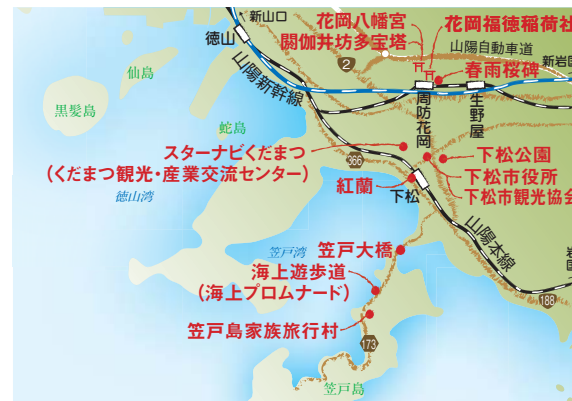 新山口
徳山
花岡八幡宮
閼伽井坊多宝塔
花岡福徳稲荷社
山陽自動車道
新岩国
2
春雨桜碑
仙島
黒髪島
蛇島
山陽新幹線
周防花岡
生野屋
スターナビくだまつ
(くだまつ観光・産業交流センター)
366
下松公園
下松市役所
下松市観光協会
紅蘭
下松
徳山湾
笠戸湾
笠戸大橋
山陽本線
海上遊歩道
(海上プロムナード)
188
笠戸島家族旅行村
173
笠戸島